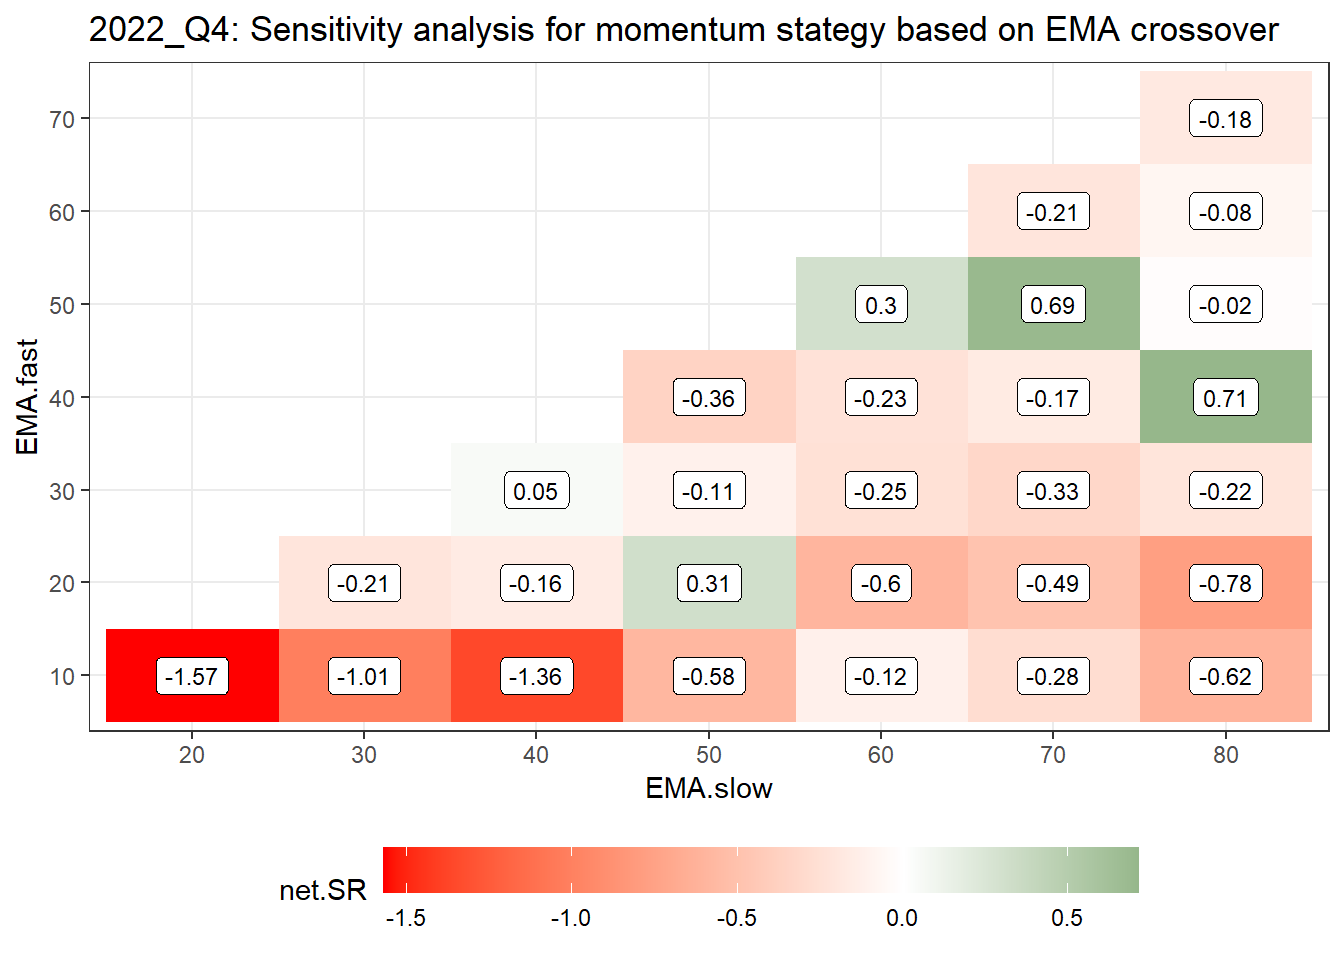 2022_Q4: Sensitivity analysis for momentum stategy based on EMA crossover
70 -0.18
60 -0.21 -0.08
50 0.3 0.69 -0.02
40 -0.36 -0.23 -0.17 0.71
EMA.fast
30 0.05 -0.11 -0.25 -0.33 -0.22
20 -0.21 -0.16 0.31 -0.6 -0.49 -0.78
10 -1.57 -1.01 -1.36 -0.58 -0.12 -0.28 -0.62
20 30 40 50 60 70 80
EMA.slow
net.SR
-1.5 -1.0 -0.5 0.0 0.5